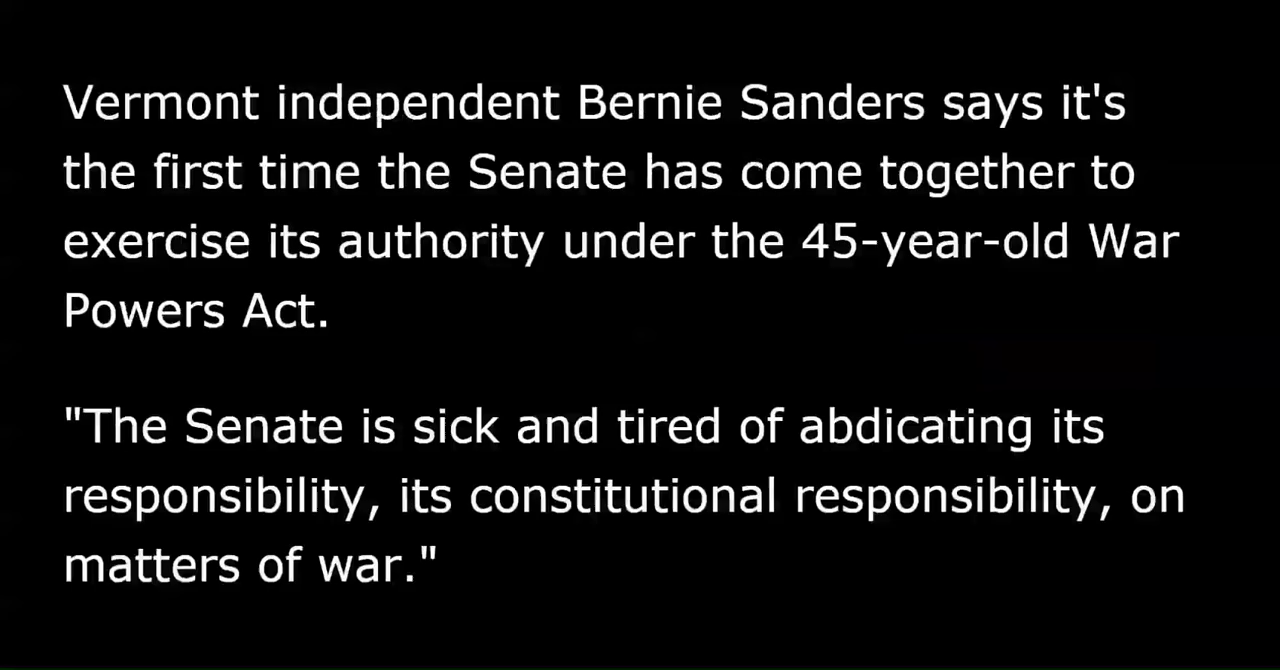 Vermont independent Bernie Sanders says it's
the first time the Senate has come together to
exercise its authority under the 45-year-old War
Powers Act.
"The Senate is sick and tired of abdicating its
responsibility, its constitutional responsibility, on
matters of war."